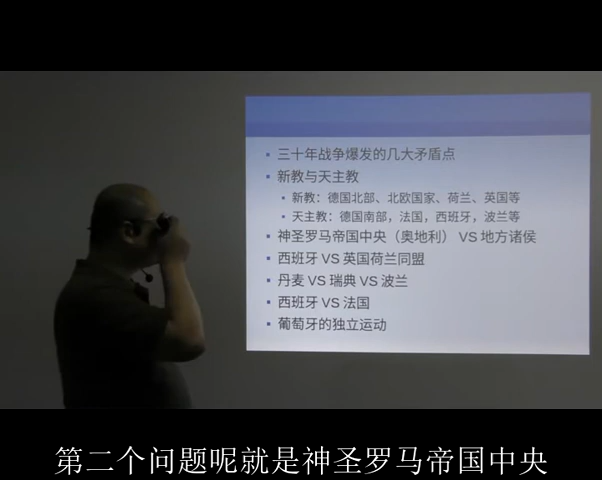 三十年战争爆发的几大矛盾点
新教与天主教
新教：德国北部、北欧国家、荷兰、英国等
天主教：德国南部，法国，西班牙，波兰等
神圣罗马帝国中央（奥地利） VS 地方诸侯
西班牙 VS 英国荷兰同盟
丹麦 VS 瑞典 VS 波兰
西班牙 VS 法国
葡萄牙的独立运动
第二个问题呢就是神圣罗马帝国中央